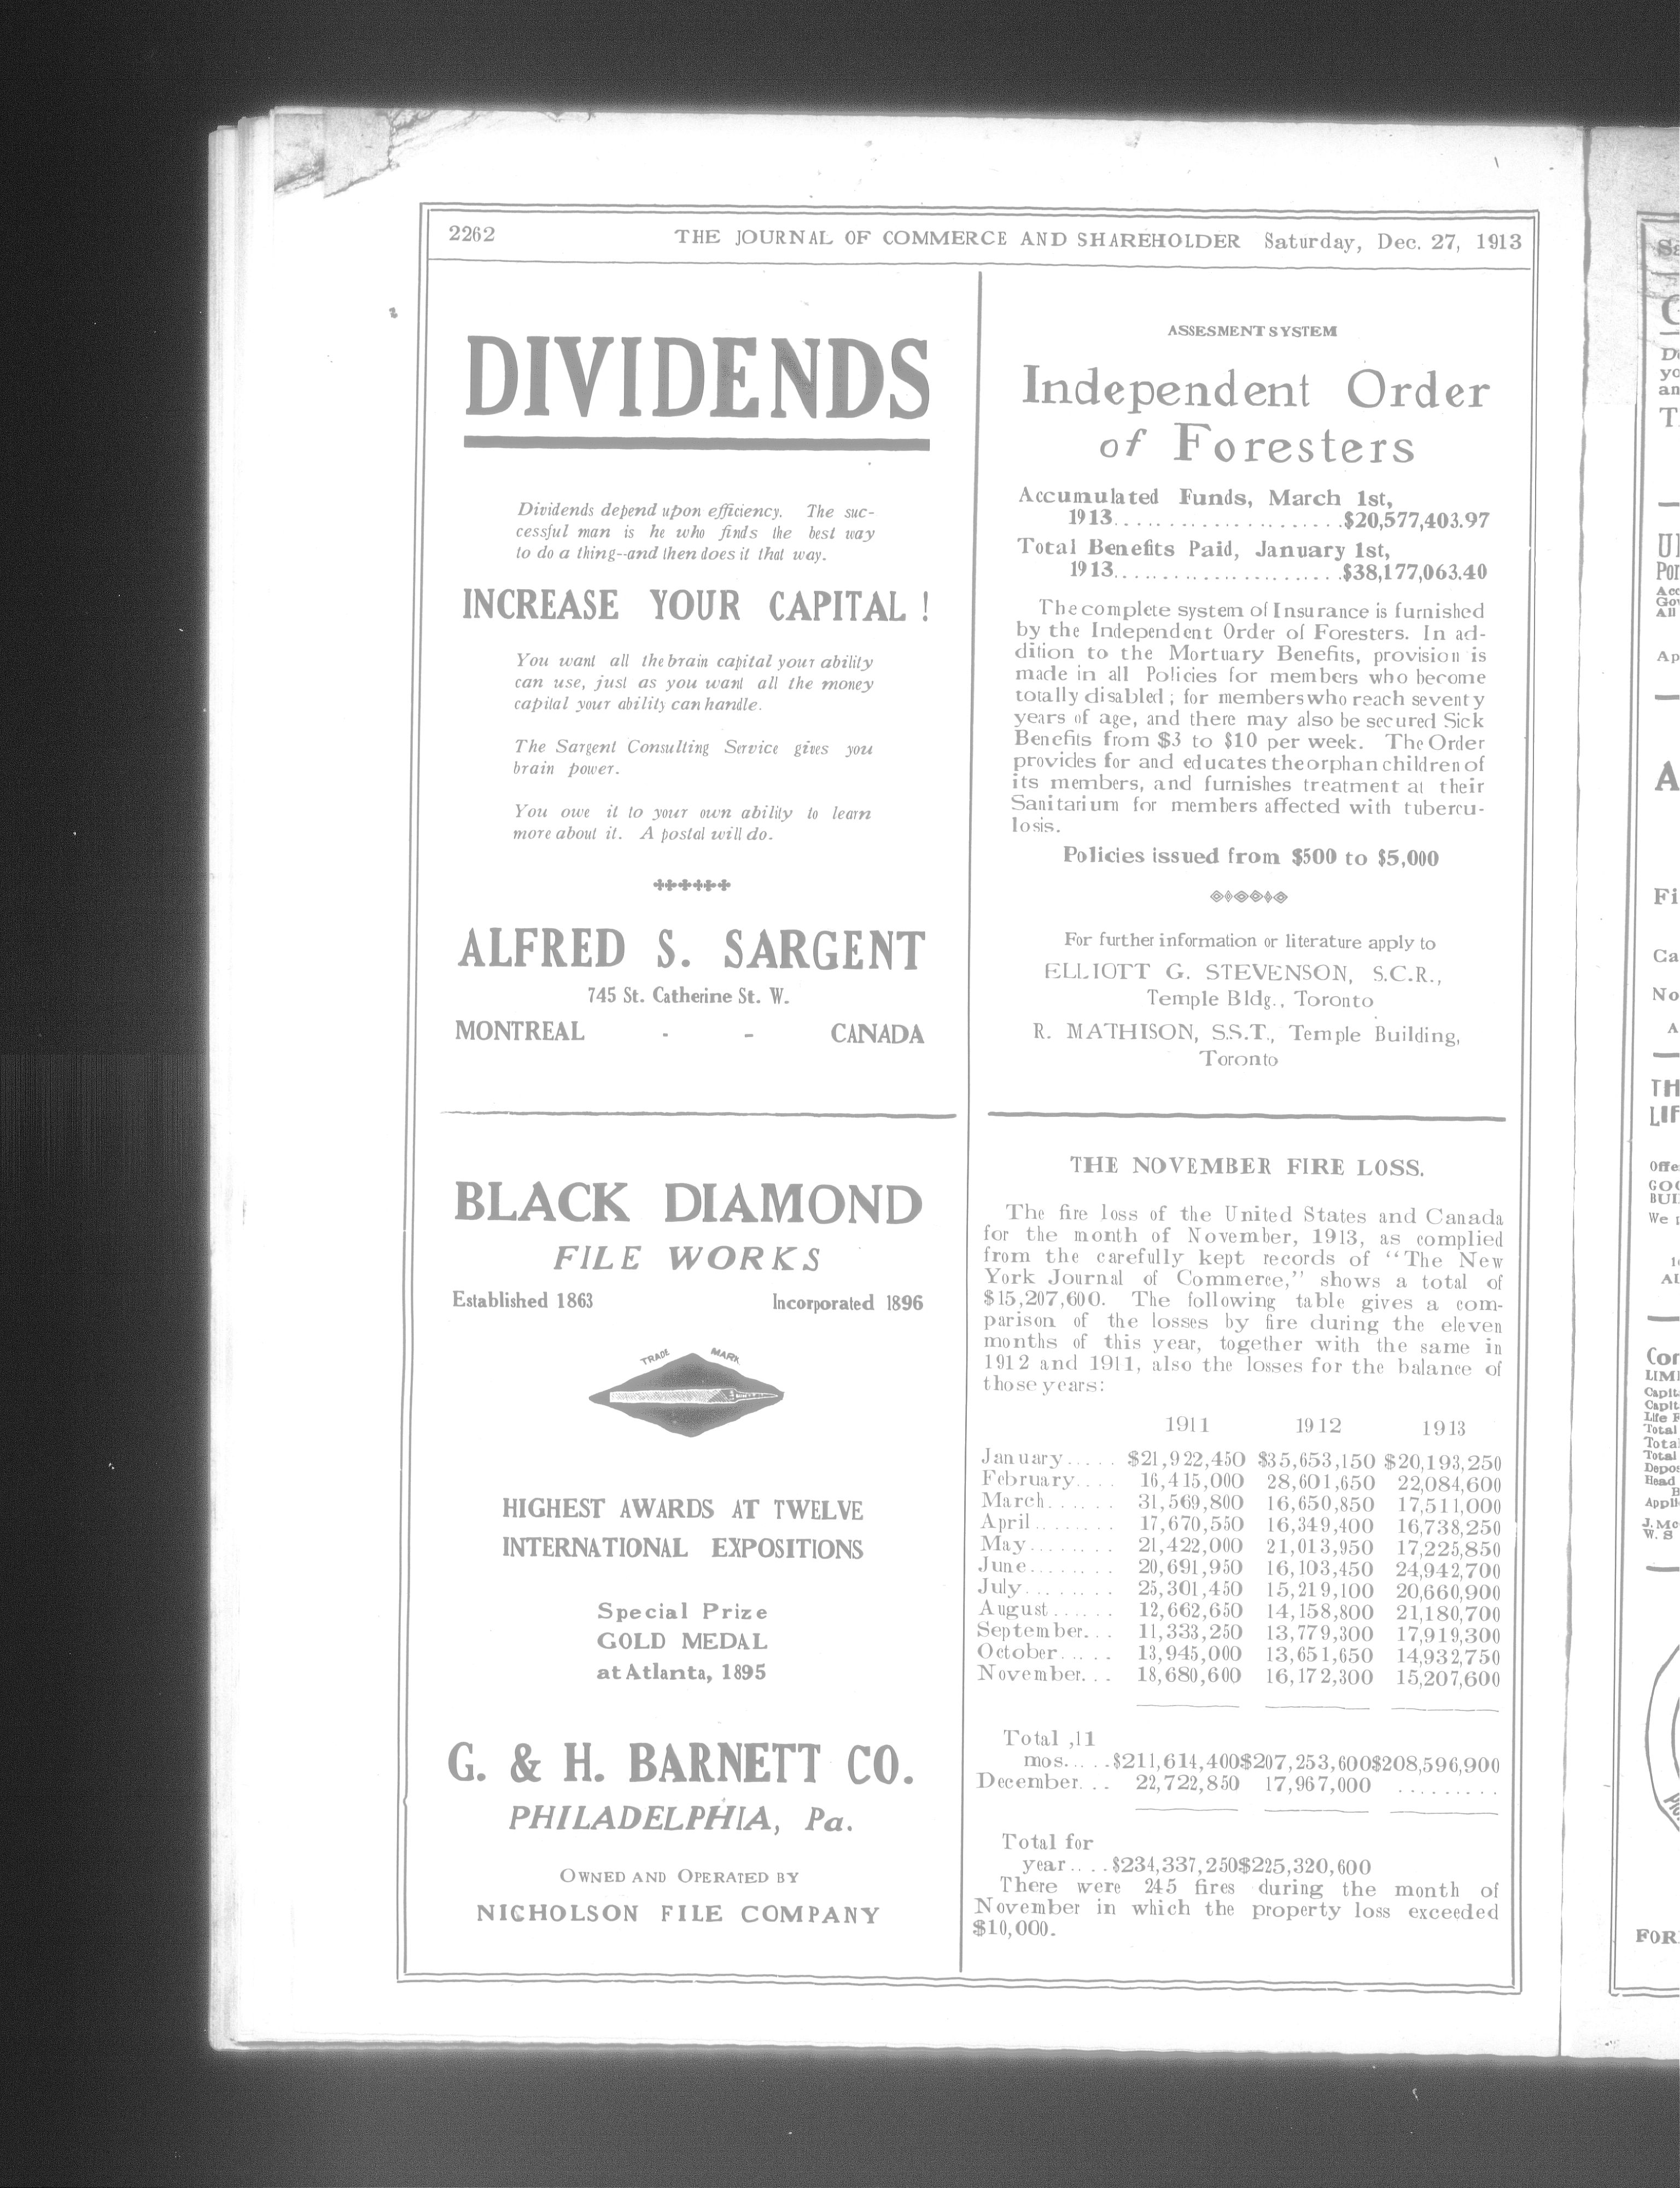 2262 THE JOURNAL OF COMMERCE AND SHAREHOLDER Saturday, Dec. 27, 1913
DIVIDENDS
Dividends depend upon efficiency. The suc-
cessful man is he who finds the best way
to do a thing--and then does it that way.
INCREASE YOUR CAPITAL !
You want all the brain capital your ability
can use, just as you want all the money
capital your ability can handle.
The Sargent Consulting Service gives you
brain power.
You owe it to your own ability to learn
more about it. A postal will do.
ALFRED S. SARGENT
745 St. Catherine St. W.
MONTREAL - - CANADA
BLACK DIAMOND
FILE WORKS
Established 1863 Incorporated 1896
TRADE MARK
HIGHEST AWARDS AT TWELVE
INTERNATIONAL EXPOSITIONS
Special Prize
GOLD MEDAL
at Atlanta, 1895
G. & H. BARNETT CO.
PHILADELPHIA, Pa.
OWNED AND OPERATED BY
NICHOLSON FILE COMPANY
ASSESMENT SYSTEM
Independent Order
of Foresters
Accumulated Funds, March 1st,
1913.....................$20,577,403.97
Total Benefits Paid, January 1st,
1913.....................$38,177,063.40
The complete system of Insurance is furnished
by the Independent Order of Foresters. In ad-
dition to the Mortuary Benefits, provision is
made in all Policies for members who become
totally disabled ; for members who reach seventy
years of age, and there may also be secured Sick
Benefits from $3 to $10 per week. The Order
provides for and educates the orphan children of
its members, and furnishes treatment at their
Sanitarium for members affected with tubercu-
losis.
Policies issued from $500 to $5,000
For further information or literature apply to
ELLIOTT G. STEVENSON, S.C.R.,
Temple Bldg., Toronto
R. MATHISON, S.S.T., Temple Building,
Toronto
THE NOVEMBER FIRE LOSS.
The fire loss of the United States and Canada
for the month of November, 1913, as complied
from the carefully kept records of "The New
York Journal of Commerce," shows a total of
$15,207,600. The following table gives a com-
parison of the losses by fire during the eleven
months of this year, together with the same in
1912 and 1911, also the losses for the balance of
those years:
1911 1912 1913
January..... $21,922,450 $35,653,150 $20,193,250
February.... 16,415,000 28,601,650 22,084,600
March...... 31,569,800 16,650,850 17,511,000
April........ 17,670,550 16,349,400 16,738,250
May........ 21,422,000 21,013,950 17,225,850
June........ 20,691,950 16,103,450 24,942,700
July........ 25,301,450 15,219,100 20,660,900
August...... 12,662,650 14,158,800 21,180,700
September... 11,333,250 13,779,300 17,919,300
October..... 13,945,000 13,651,650 14,932,750
November... 18,680,600 16,172,300 15,207,600
Total ,11
mos.....$211,614,400$207,253,600$208,596,900
December... 22,722,850 17,967,000 .........
Total for
year....$234,337,250$225,320,600
There were 245 fires during the month of
November in which the property loss exceeded
$10,000.